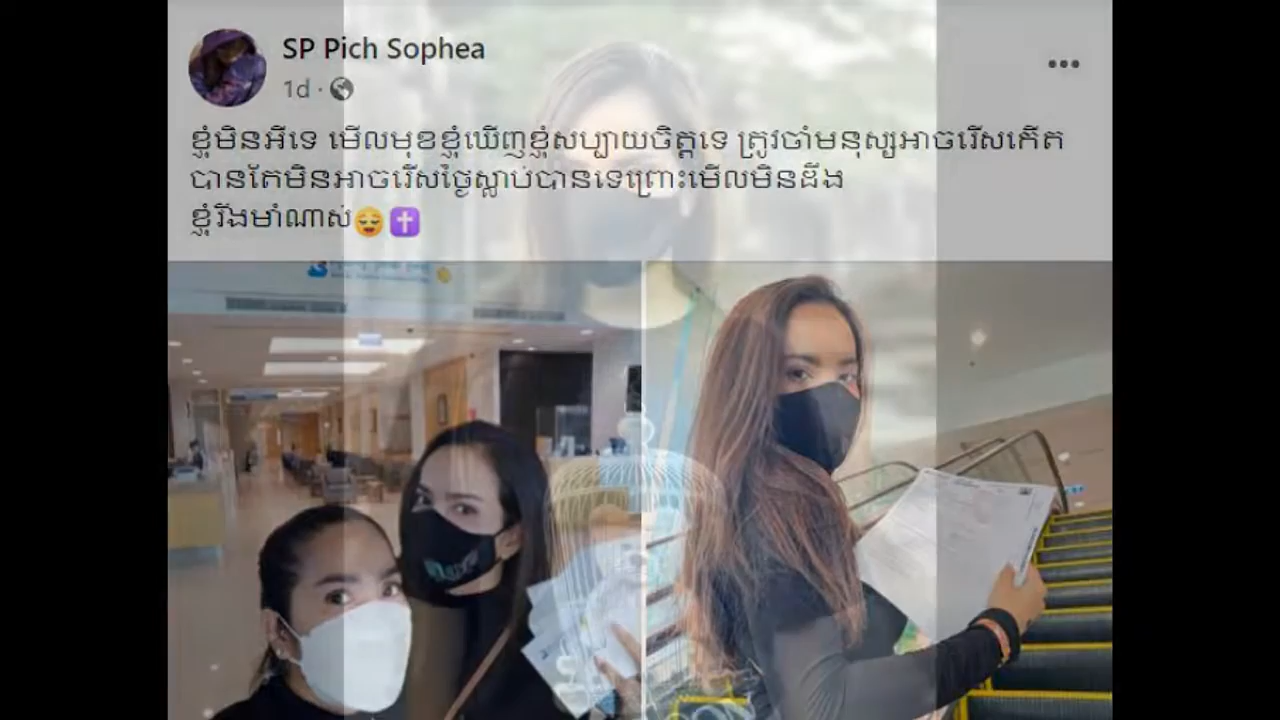 SP Pich Sophea
1d ·
ខ្ញុំមិនអីទេ មើលមុខខ្ញុំឃើញខ្ញុំសប្បាយចិត្តទេ ត្រូវចាំមនុស្សអាចរើសកើត
បានតែមិនអាចរើសថ្ងៃស្លាប់បានទេព្រោះមើលមិនដឹង
ខ្ញុំរឹងមាំណាស់😌✝️